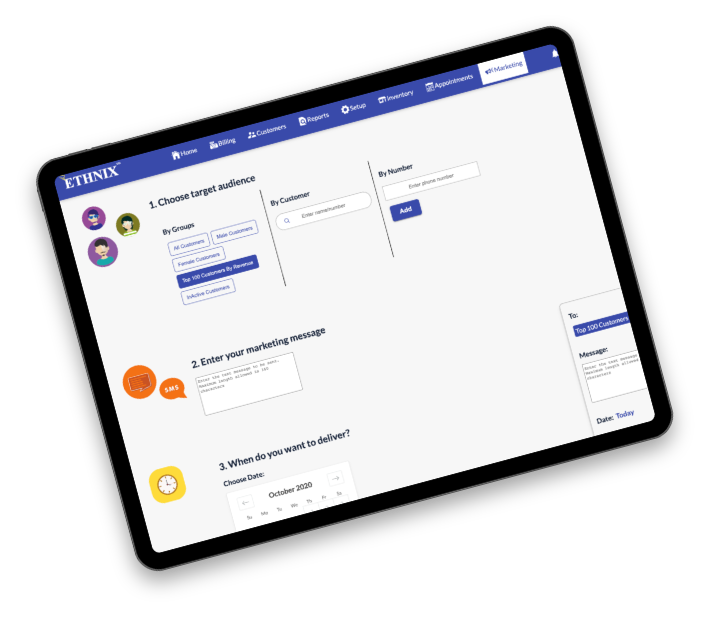 ETHNIX
Home
Billing
Customers
Reports
Setup
Inventory
Appointments
Marketing
1. Choose target audience
By Groups
All Customers
Male Customers
Female Customers
Top 100 Customers By Revenue
InActive Customers
By Customer
Enter name/number
By Number
Enter phone number
Add
2. Enter your marketing message
SMS
Enter the text message to be sent.
Maximum length allowed is 160
characters
3. When do you want to deliver?
Choose Date:
October 2020
Su Mo Tu We Th Fr Sa
To:
Top 100 Customers
Message:
Enter the text message
Maximum length allowed
characters
Date: Today